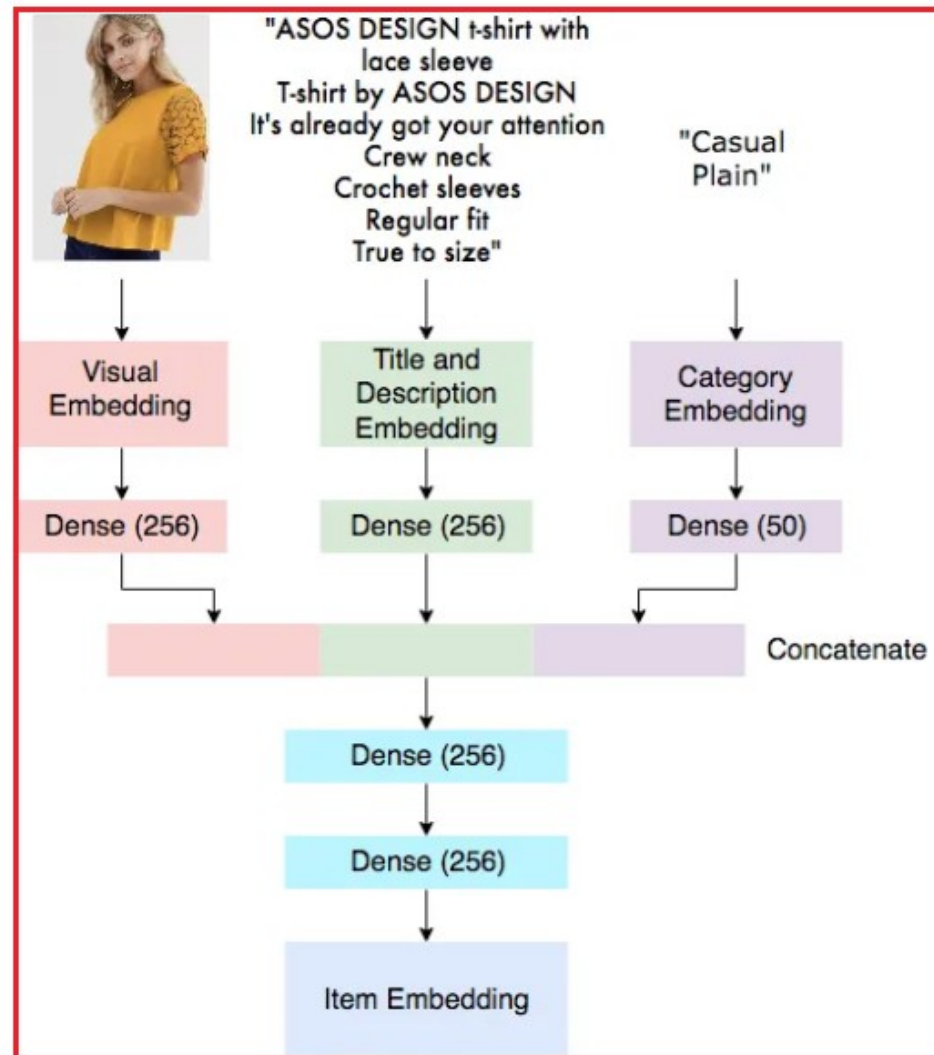 "ASOS DESIGN t-shirt with
lace sleeve
T-shirt by ASOS DESIGN
It's already got your attention
Crew neck
Crochet sleeves
Regular fit
True to size"
"Casual
Plain"
Visual
Embedding
Title and
Description
Embedding
Category
Embedding
Dense (256)
Dense (256)
Dense (50)
Concatenate
Dense (256)
Dense (256)
Item Embedding